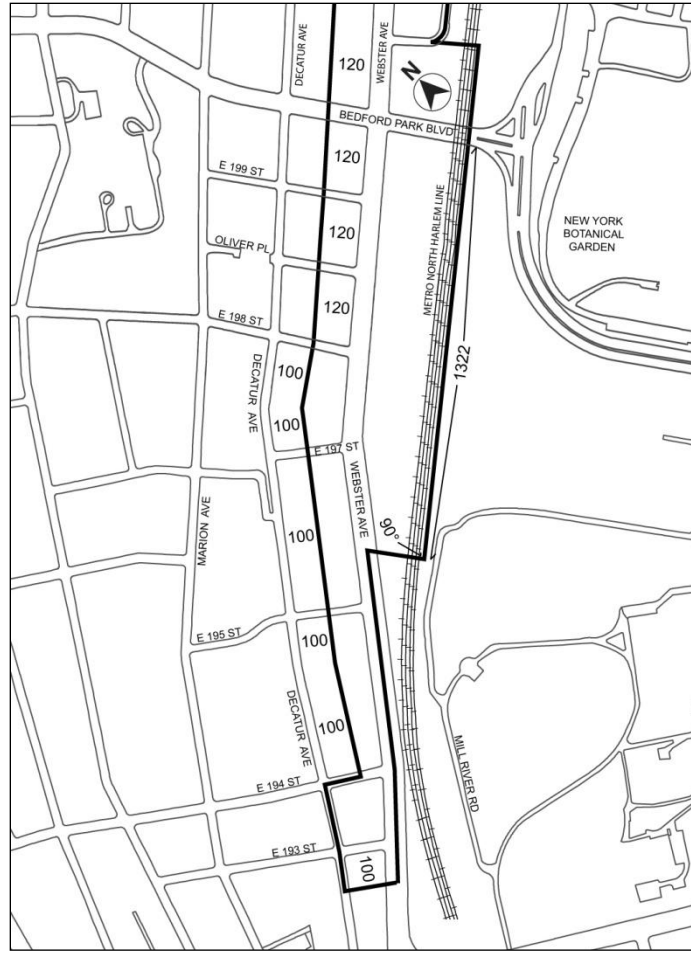 DECATUR AVE
120
WEBSTER AVE
N
BEDFORD PARK BLVD
120
E 199 ST
METRO NORTH HARLEM LINE
NEW YORK
BOTANICAL
GARDEN
OLIVER PL
120
120
E 198 ST
1322
DECATUR AVE
100
100
E 197 ST
WEBSTER AVE
MARION AVE
100
90°
E 195 ST
100
DECATUR AVE
100
MILL RIVER RD
E 194 ST
E 193 ST
100